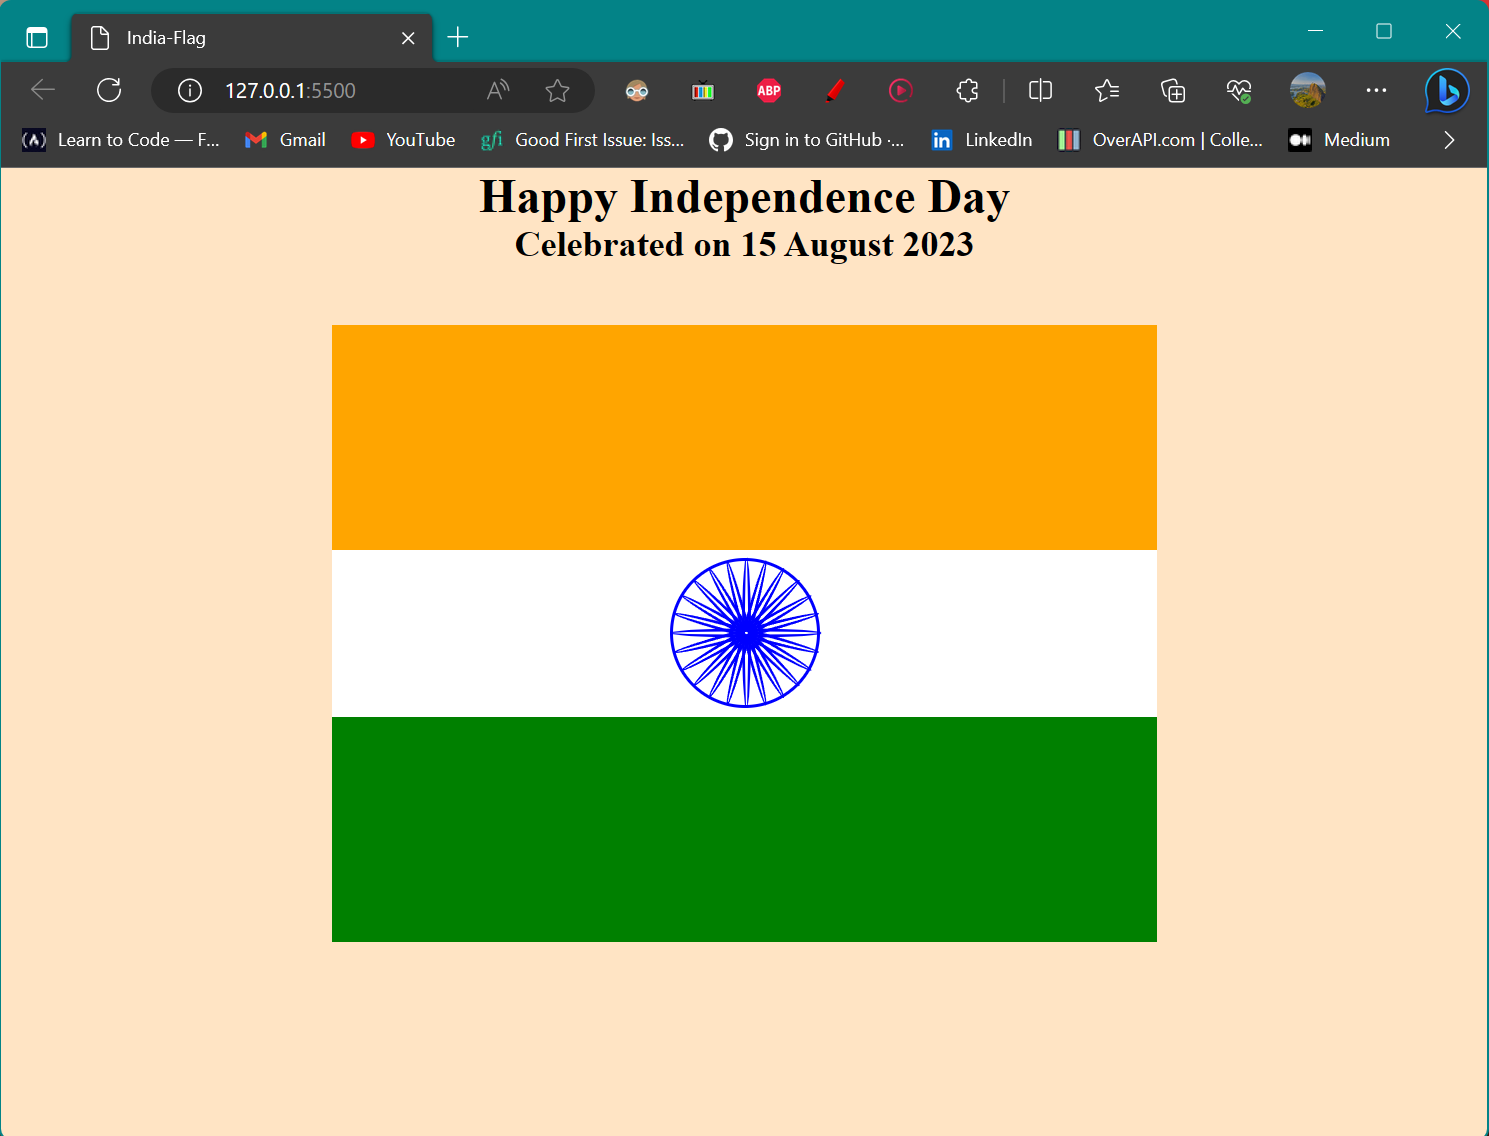 India-Flag
127.0.0.1:5500
ABP
Learn to Code — F... Gmail YouTube gfi Good First Issue: Iss... Sign in to GitHub ·... in LinkedIn OverAPI.com | Colle... Medium
Happy Independence Day
Celebrated on 15 August 2023